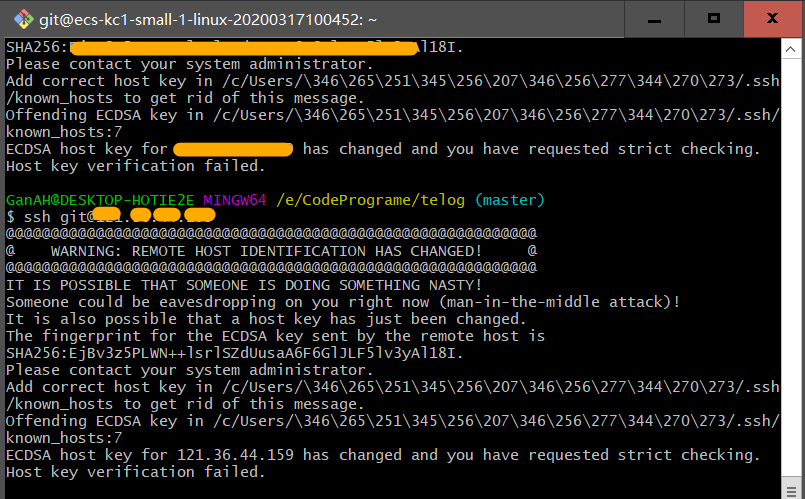 git@ecs-kc1-small-1-linux-20200317100452: ~
SHA256:Al18I.
Please contact your system administrator.
Add correct host key in /c/Users/\346\265\251\345\256\207\346\256\277\344\270\273/.ssh
/known_hosts to get rid of this message.
Offending ECDSA key in /c/Users/\346\265\251\345\256\207\346\256\277\344\270\273/.ssh/
known_hosts:7
ECDSA host key for has changed and you have requested strict checking.
Host key verification failed.
GanAH@DESKTOP-HOTIE2E MINGW64 /e/CodePrograme/telog (master)
$ ssh git@
@@@@@@@@@@@@@@@@@@@@@@@@@@@@@@@@@@@@@@@@@@@@@@@@@@@@@@@@@@@
@    WARNING: REMOTE HOST IDENTIFICATION HAS CHANGED!     @
@@@@@@@@@@@@@@@@@@@@@@@@@@@@@@@@@@@@@@@@@@@@@@@@@@@@@@@@@@@
IT IS POSSIBLE THAT SOMEONE IS DOING SOMETHING NASTY!
Someone could be eavesdropping on you right now (man-in-the-middle attack)!
It is also possible that a host key has just been changed.
The fingerprint for the ECDSA key sent by the remote host is
SHA256:EjBv3z5PLWN++lsrlSZdUusaA6F6GlJLF5lv3yAl18I.
Please contact your system administrator.
Add correct host key in /c/Users/\346\265\251\345\256\207\346\256\277\344\270\273/.ssh
/known_hosts to get rid of this message.
Offending ECDSA key in /c/Users/\346\265\251\345\256\207\346\256\277\344\270\273/.ssh/
known_hosts:7
ECDSA host key for 121.36.44.159 has changed and you have requested strict checking.
Host key verification failed.